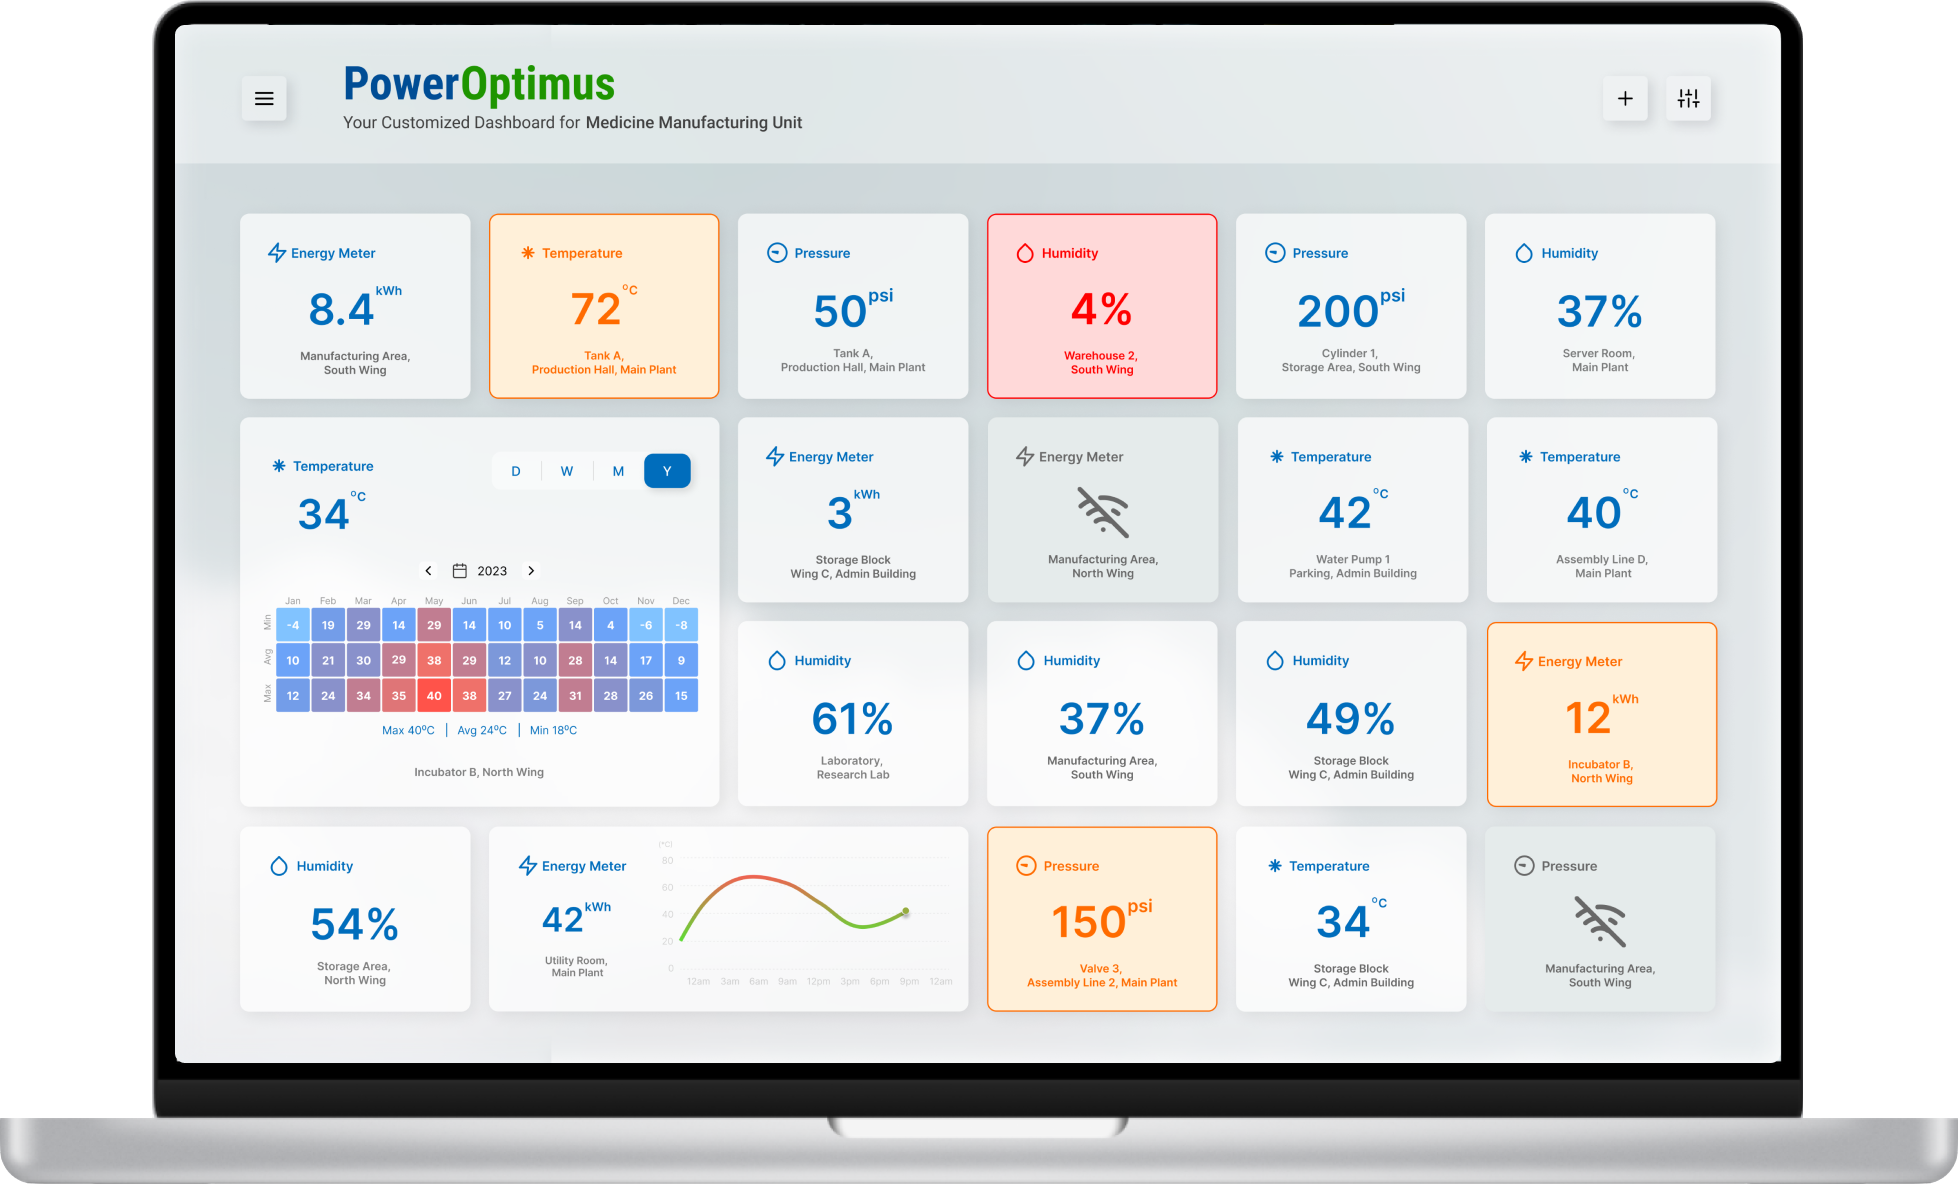 PowerOptimus
Your Customized Dashboard for Medicine Manufacturing Unit
Energy Meter
8.4 kWh
Manufacturing Area,
South Wing
Temperature
72 °C
Tank A,
Production Hall, Main Plant
Pressure
50 psi
Tank A,
Production Hall, Main Plant
Humidity
4%
Warehouse 2,
South Wing
Pressure
200 psi
Cylinder 1,
Storage Area, South Wing
Humidity
37%
Server Room,
Main Plant
Temperature
34 °C
D W M Y
2023
Jan Feb Mar Apr May Jun Jul Aug Sep Oct Nov Dec
Min -4 19 29 14 29 14 10 5 14 4 -6 -8
Avg 10 21 30 29 38 29 12 10 28 14 17 9
Max 12 24 34 35 40 38 27 24 31 28 26 15
Max 40°C | Avg 24°C | Min 18°C
Incubator B, North Wing
Energy Meter
3 kWh
Storage Block
Wing C, Admin Building
Energy Meter
Manufacturing Area,
North Wing
Temperature
42 °C
Water Pump 1
Parking, Admin Building
Temperature
40 °C
Assembly Line D,
Main Plant
Humidity
61%
Laboratory,
Research Lab
Humidity
37%
Manufacturing Area,
South Wing
Humidity
49%
Storage Block
Wing C, Admin Building
Energy Meter
12 kWh
Incubator B,
North Wing
Humidity
54%
Storage Area,
North Wing
Energy Meter
42 kWh
Utility Room,
Main Plant
(°C)
80
60
40
20
0
12am 3am 6am 9am 12pm 3pm 6pm 9pm 12am
Pressure
150 psi
Valve 3,
Assembly Line 2, Main Plant
Temperature
34 °C
Storage Block
Wing C, Admin Building
Pressure
Manufacturing Area,
South Wing